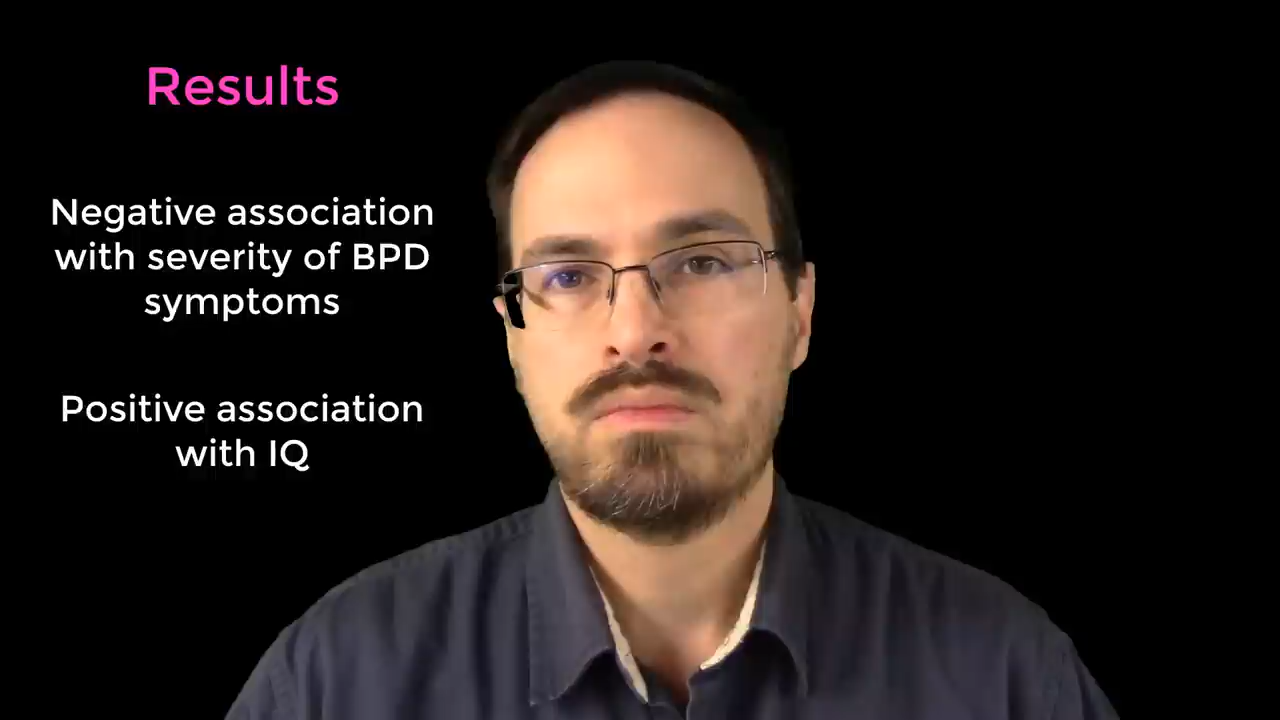 Results
Negative association
with severity of BPD
symptoms
Positive association
with IQ